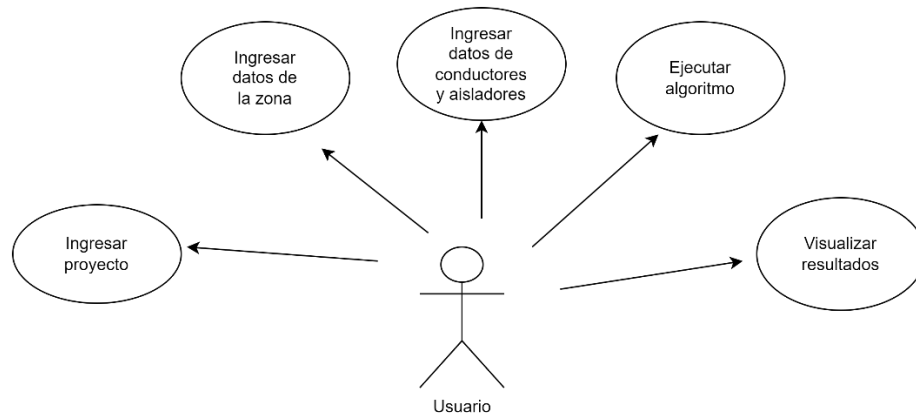 Ingresar
datos de
la zona
Ingresar
datos de
conductores
y aisladores
Ejecutar
algoritmo
Ingresar
proyecto
Visualizar
resultados
Usuario